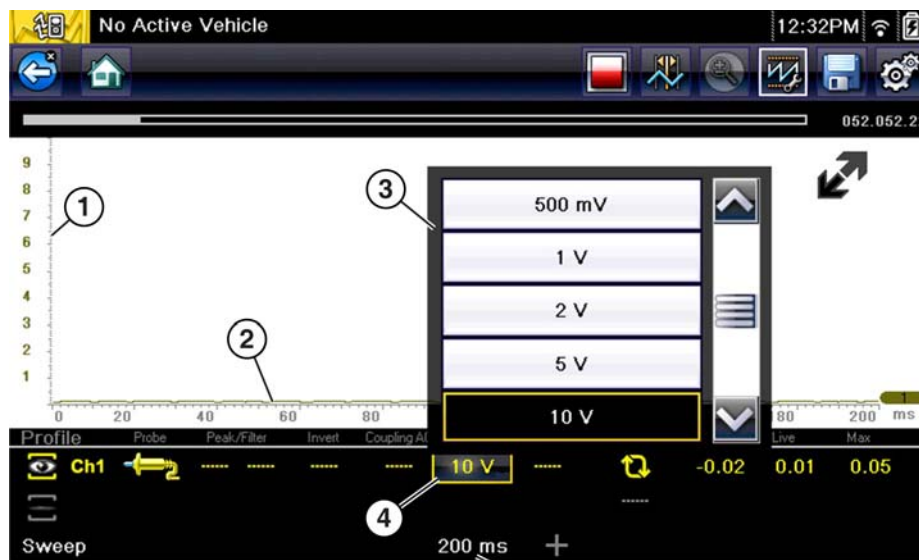 No Active Vehicle 12:32PM
052.052.2
9
8
7
6
5
4
3
2
1
1
2
3
500 mV
1 V
2 V
5 V
10 V
0 20 40 60 80 180 200 ms
1
Profile Probe Peak/Filter Invert Coupling Live Max
Ch1 ----- ----- ----- ----- 10 V ----- -0.02 0.01 0.05
-----
4
Sweep 200 ms +